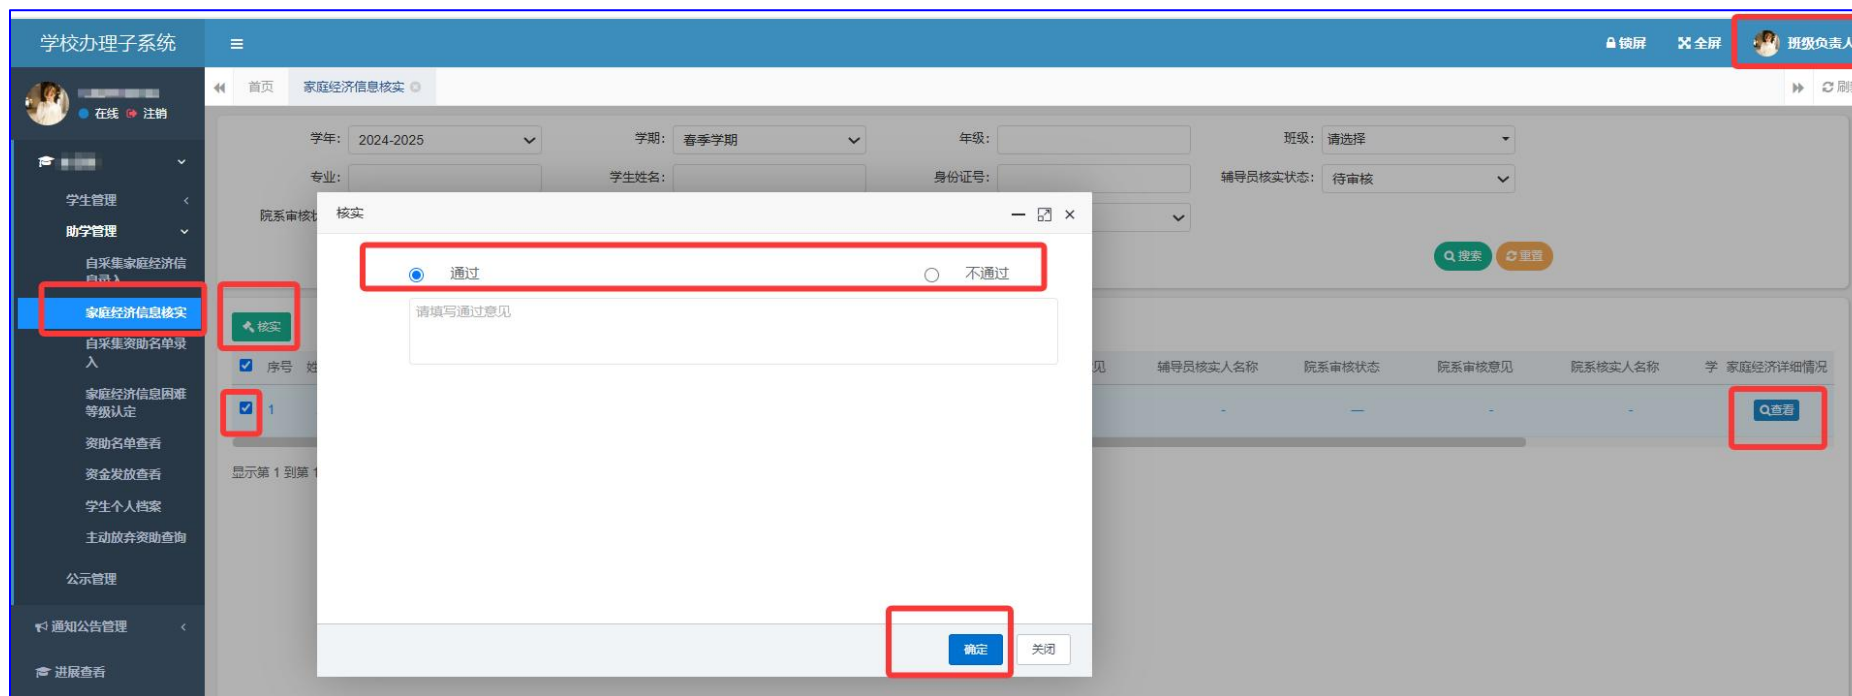 学校办理子系统
锁屏 全屏 班级负责人
在线 注销
首页 家庭经济信息核实
学年: 2024-2025 学期: 春季学期 年级: 班级: 请选择
专业: 学生姓名: 身份证号: 辅导员核实状态: 待审核
院系审核状
搜索 重置
学生管理
助学管理
自采集家庭经济信
息录入
家庭经济信息核实
自采集资助名单录
入
家庭经济信息困难
等级认定
资助名单查看
资金发放查看
学生个人档案
主动放弃资助查询
公示管理
通知公告管理
进展查看
核实
通过 不通过
请填写通过意见
确定 关闭
核实
序号 姓 见 辅导员核实人名称 院系审核状态 院系审核意见 院系核实人名称 学 家庭经济详细情况
1 - — - - 查看
显示第 1 到第 1